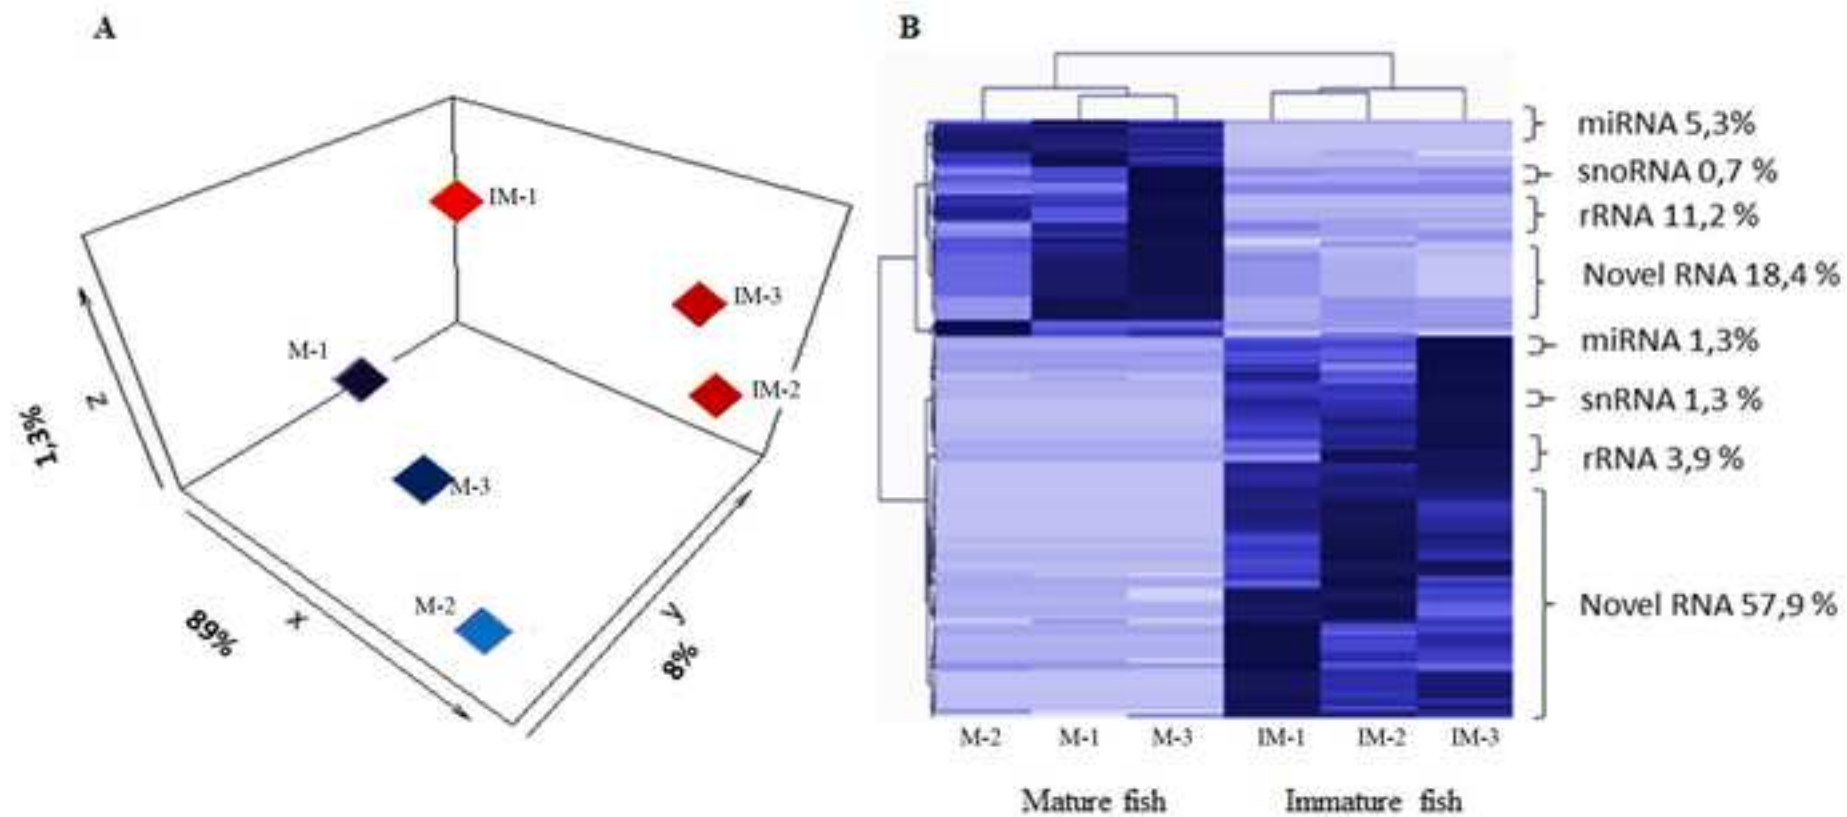 A
IM-1
IM-3
M-1
IM-2
M-3
M-2
z
1,3%
x
89%
y
8%
B
miRNA 5,3%
snoRNA 0,7 %
rRNA 11,2 %
Novel RNA 18,4 %
miRNA 1,3%
snRNA 1,3 %
rRNA 3,9 %
Novel RNA 57,9 %
M-2 M-1 M-3 IM-1 IM-2 IM-3
Mature fish Immature fish